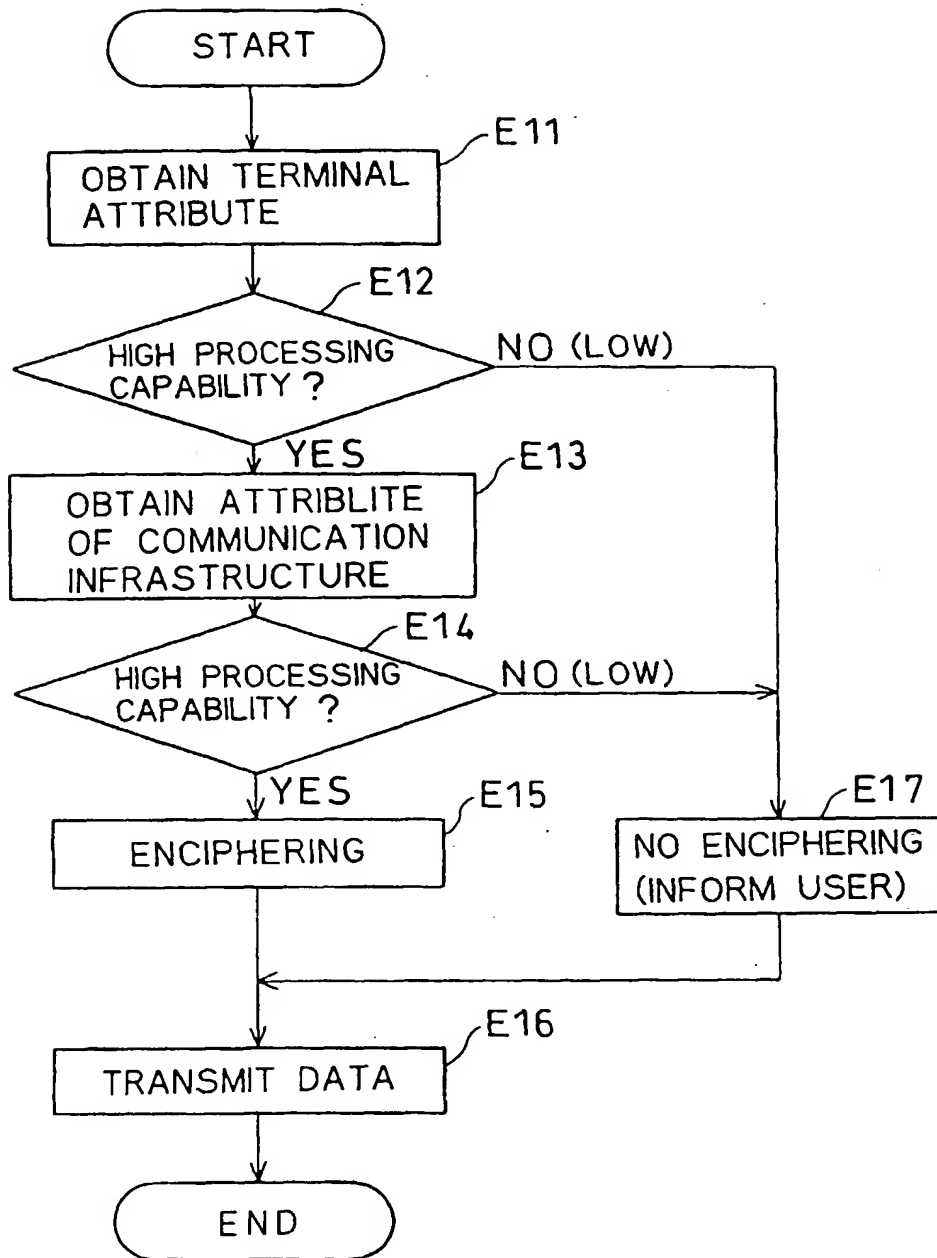 START
E11
OBTAIN TERMINAL
ATTRIBUTE
E12
HIGH PROCESSING
CAPABILITY ?
NO (LOW)
YES
E13
OBTAIN ATTRIBLITE
OF COMMUNICATION
INFRASTRUCTURE
E14
HIGH PROCESSING
CAPABILITY ?
NO (LOW)
YES
E15
ENCIPHERING
E17
NO ENCIPHERING
(INFORM USER)
E16
TRANSMIT DATA
END